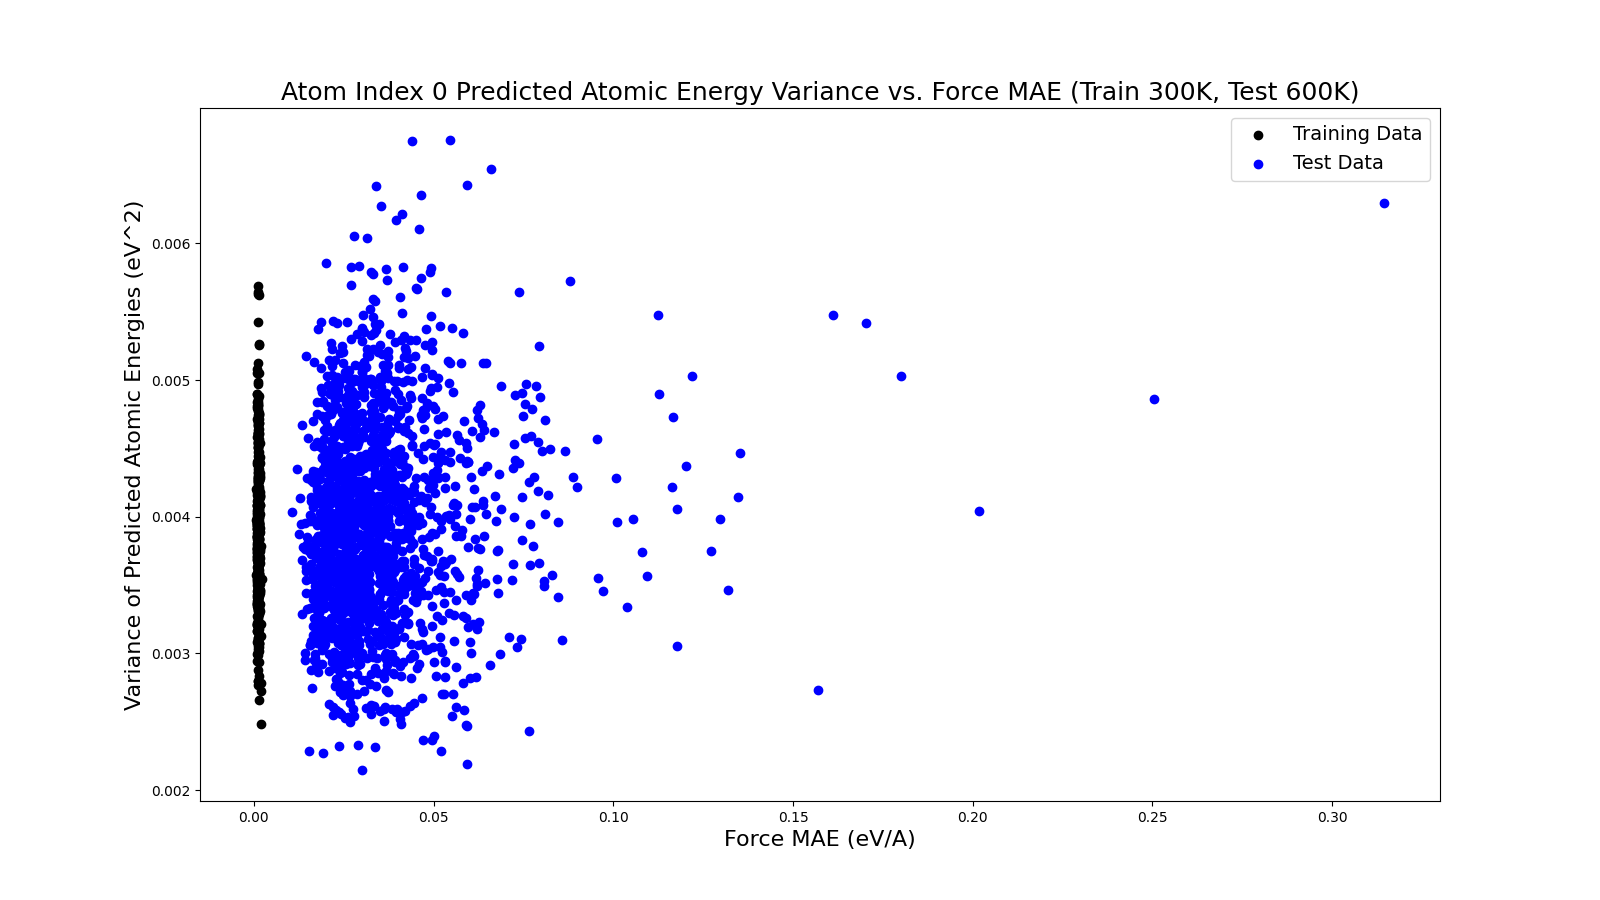 Atom Index 0 Predicted Atomic Energy Variance vs. Force MAE (Train 300K, Test 600K)
Training Data
Test Data
Variance of Predicted Atomic Energies (eV^2)
0.006
0.005
0.004
0.003
0.002
0.00 0.05 0.10 0.15 0.20 0.25 0.30
Force MAE (eV/A)